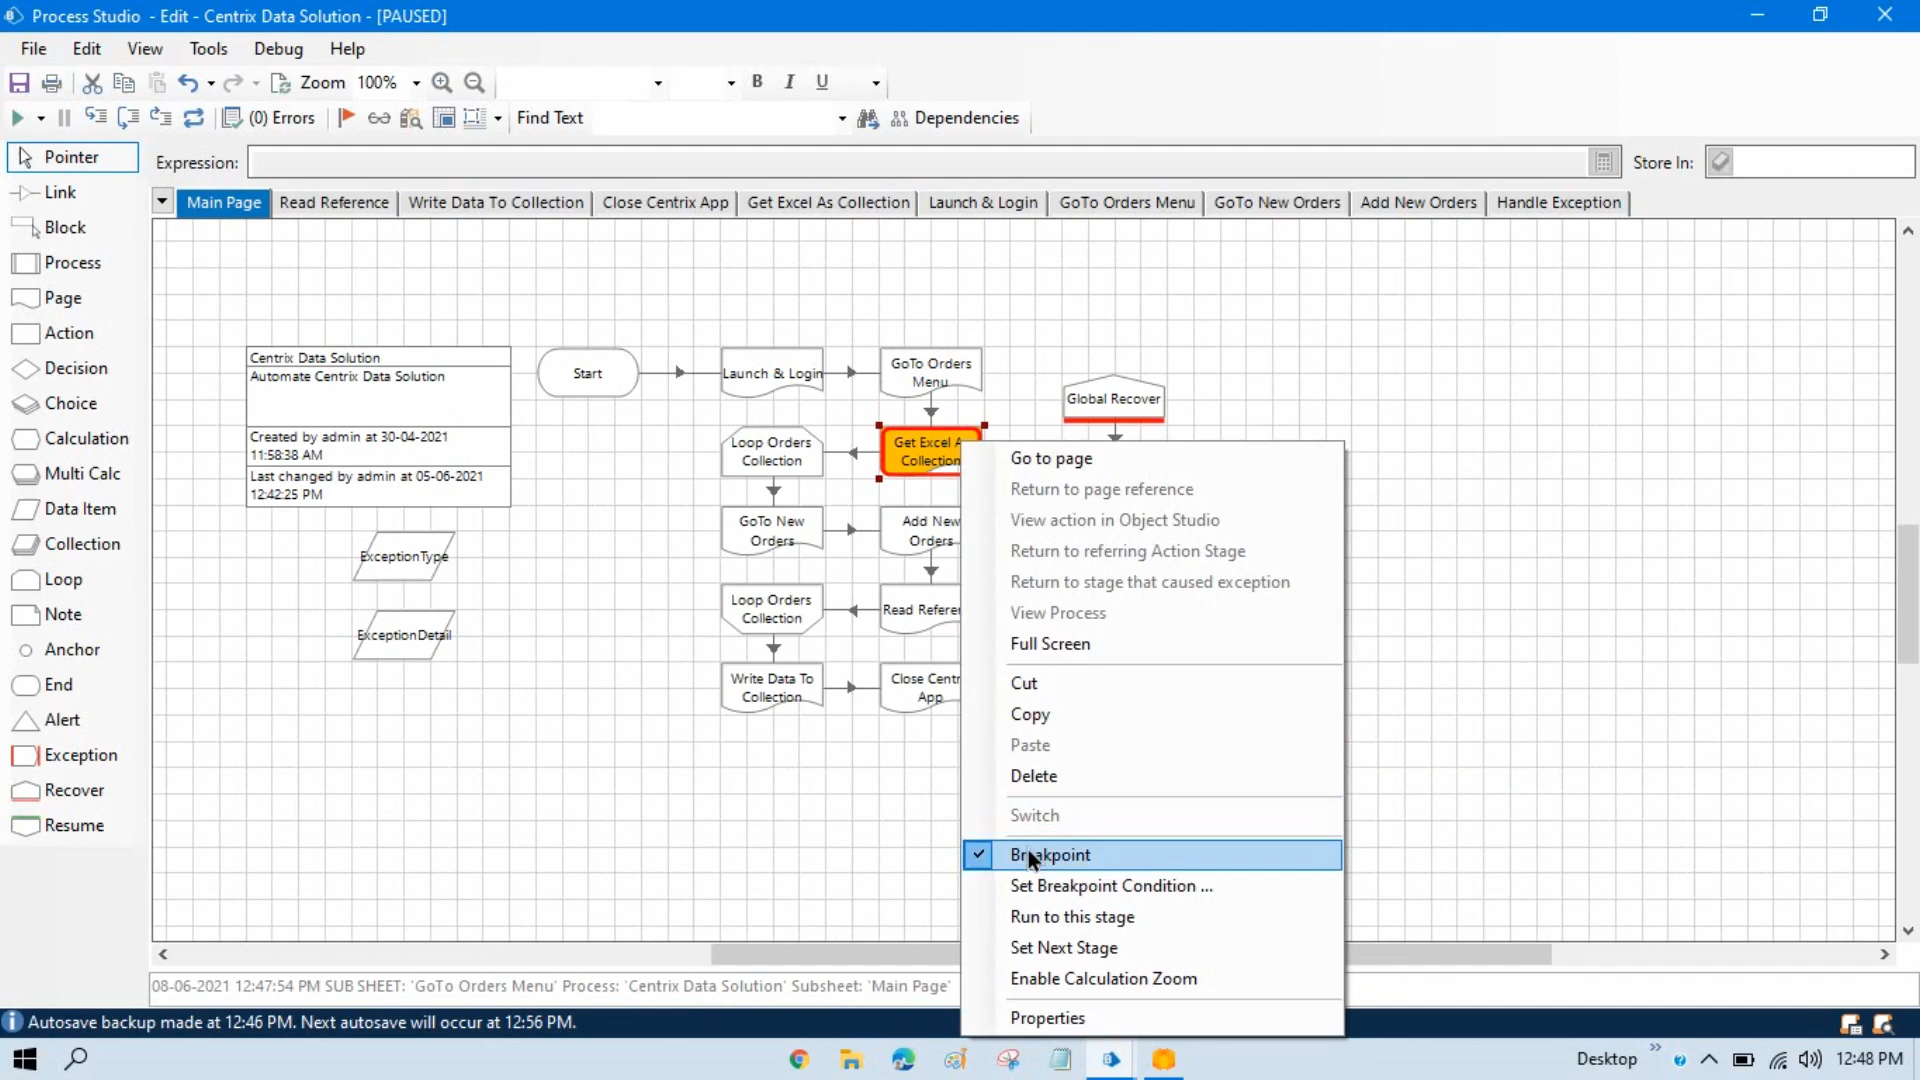 Process Studio  - Edit - Centrix Data Solution - [PAUSED]
File Edit View Tools Debug Help
Zoom 100% B I U
(0) Errors Find Text Dependencies
Pointer
Link
Block
Process
Page
Action
Decision
Choice
Calculation
Multi Calc
Data Item
Collection
Loop
Note
Anchor
End
Alert
Exception
Recover
Resume
Expression: Store In:
Main Page Read Reference Write Data To Collection Close Centrix App Get Excel As Collection Launch & Login GoTo Orders Menu GoTo New Orders Add New Orders Handle Exception
Centrix Data Solution
Automate Centrix Data Solution
Created by admin at 30-04-2021
11:58:38 AM
Last changed by admin at 05-06-2021
12:42:25 PM
ExceptionType
ExceptionDetail
Start
Launch & Login
GoTo Orders
Menu
Global Recover
Loop Orders
Collection
Get Excel A
Collection
GoTo New
Orders
Add New
Orders
Loop Orders
Collection
Read Refere
Write Data To
Collection
Close Centr
App
Go to page
Return to page reference
View action in Object Studio
Return to referring Action Stage
Return to stage that caused exception
View Process
Full Screen
Cut
Copy
Paste
Delete
Switch
Breakpoint
Set Breakpoint Condition ...
Run to this stage
Set Next Stage
Enable Calculation Zoom
Properties
08-06-2021 12:47:54 PM SUB SHEET: 'GoTo Orders Menu' Process: 'Centrix Data Solution' Subsheet: 'Main Page'
Autosave backup made at 12:46 PM. Next autosave will occur at 12:56 PM.
Desktop 12:48 PM